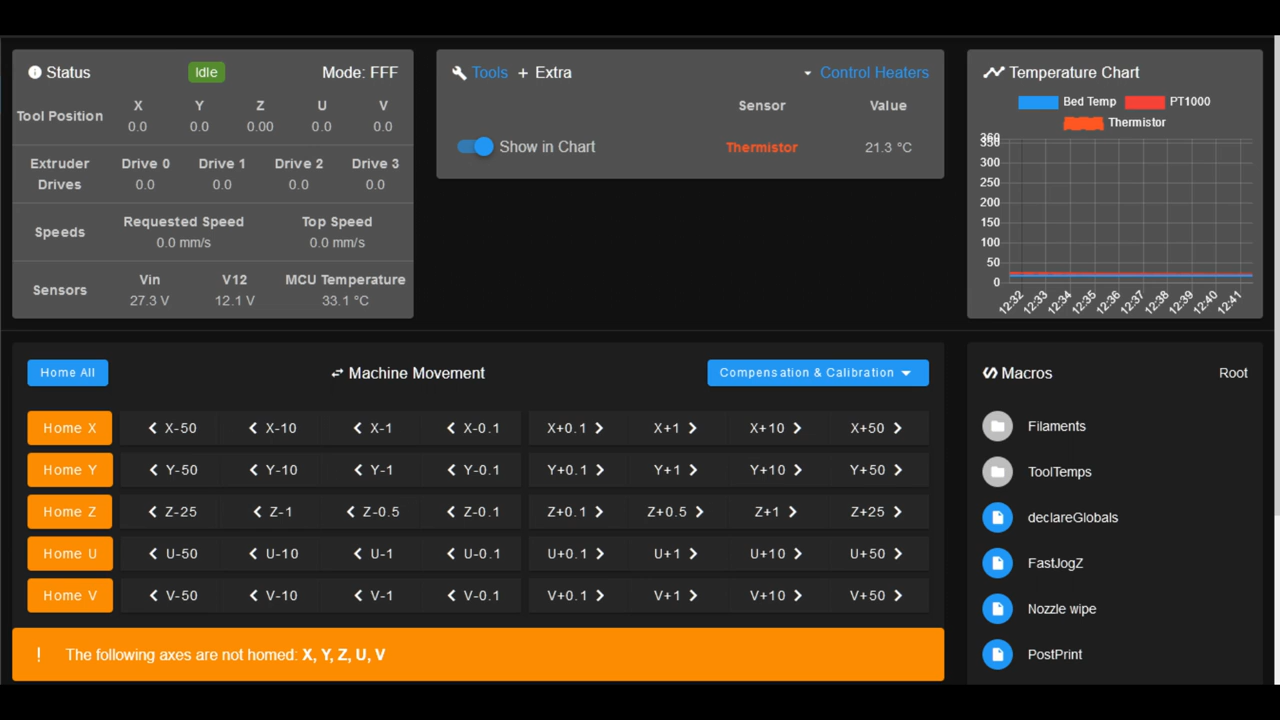 Status Idle Mode: FFF
Tool Position X Y Z U V
0.0 0.0 0.00 0.0 0.0
Extruder Drives Drive 0 Drive 1 Drive 2 Drive 3
0.0 0.0 0.0 0.0
Speeds Requested Speed Top Speed
0.0 mm/s 0.0 mm/s
Sensors Vin V12 MCU Temperature
27.3 V 12.1 V 33.1 °C
Tools + Extra Control Heaters
Sensor Value
Show in Chart Thermistor 21.3 °C
Temperature Chart
Bed Temp PT1000
Thermistor
360
350
300
250
200
150
100
50
0
12:32 12:33 12:34 12:35 12:36 12:37 12:38 12:39 12:40 12:41
Home All Machine Movement Compensation & Calibration
Home X X-50 X-10 X-1 X-0.1 X+0.1 X+1 X+10 X+50
Home Y Y-50 Y-10 Y-1 Y-0.1 Y+0.1 Y+1 Y+10 Y+50
Home Z Z-25 Z-1 Z-0.5 Z-0.1 Z+0.1 Z+0.5 Z+1 Z+25
Home U U-50 U-10 U-1 U-0.1 U+0.1 U+1 U+10 U+50
Home V V-50 V-10 V-1 V-0.1 V+0.1 V+1 V+10 V+50
! The following axes are not homed: X, Y, Z, U, V
Macros Root
Filaments
ToolTemps
declareGlobals
FastJogZ
Nozzle wipe
PostPrint